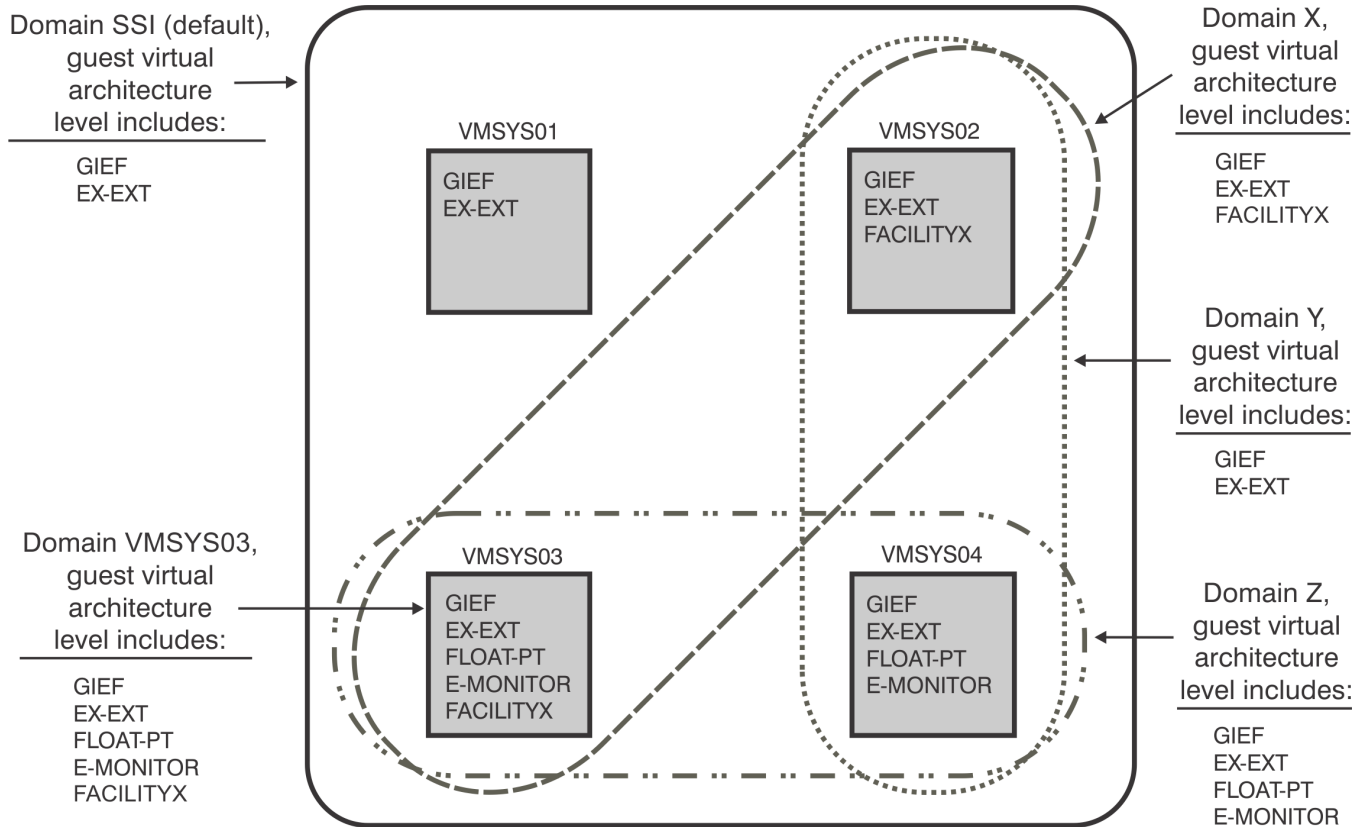 Domain SSI (default),
guest virtual
architecture
level includes:
GIEF
EX-EXT
VMSYS01
GIEF
EX-EXT
VMSYS02
GIEF
EX-EXT
FACILITYX
Domain X,
guest virtual
architecture
level includes:
GIEF
EX-EXT
FACILITYX
Domain Y,
guest virtual
architecture
level includes:
GIEF
EX-EXT
Domain VMSYS03,
guest virtual
architecture
level includes:
GIEF
EX-EXT
FLOAT-PT
E-MONITOR
FACILITYX
VMSYS03
GIEF
EX-EXT
FLOAT-PT
E-MONITOR
FACILITYX
VMSYS04
GIEF
EX-EXT
FLOAT-PT
E-MONITOR
Domain Z,
guest virtual
architecture
level includes:
GIEF
EX-EXT
FLOAT-PT
E-MONITOR